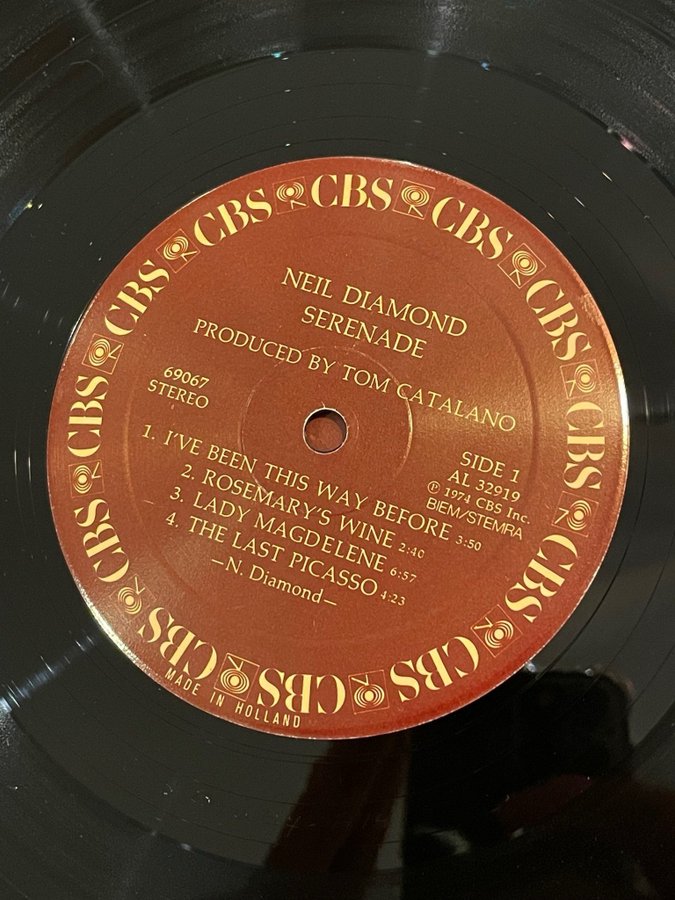 CBS CBS CBS CBS CBS CBS CBS CBS CBS CBS CBS CBS
NEIL DIAMOND
SERENADE
PRODUCED BY TOM CATALANO
69067
STEREO
SIDE 1
AL 32919
℗ 1974 CBS Inc.
BIEM/STEMRA
1. I'VE BEEN THIS WAY BEFORE 3:50
2. ROSEMARY'S WINE 2:40
3. LADY MAGDELENE 6:57
4. THE LAST PICASSO 4:23
—N. Diamond—
MADE IN HOLLAND